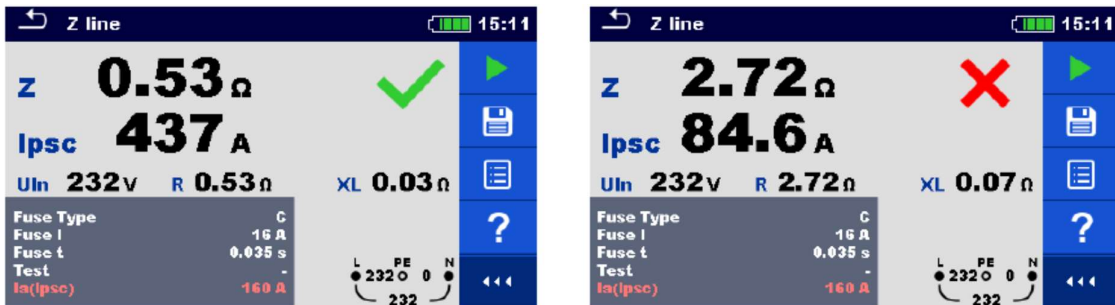 Z line 15:11
Z 0.53 Ω
Ipsc 437 A
Uln 232 V R 0.53 Ω XL 0.03 Ω
Fuse Type C
Fuse I 16 A
Fuse t 0.035 s
Test -
Ia(Ipsc) 160 A
L PE N
232 0
232
?
Z line 15:11
Z 2.72 Ω
Ipsc 84.6 A
Uln 232 V R 2.72 Ω XL 0.07 Ω
Fuse Type C
Fuse I 16 A
Fuse t 0.035 s
Test -
Ia(Ipsc) 160 A
L PE N
232 0
232
?